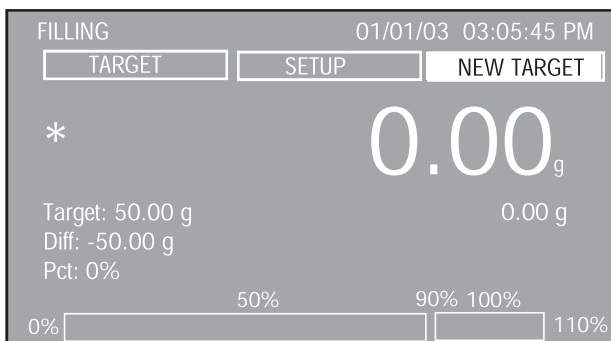 FILLING 01/01/03 03:05:45 PM
TARGET SETUP NEW TARGET
* 0.00 g
Target: 50.00 g 0.00 g
Diff: -50.00 g
Pct: 0%
50% 90% 100%
0% 110%